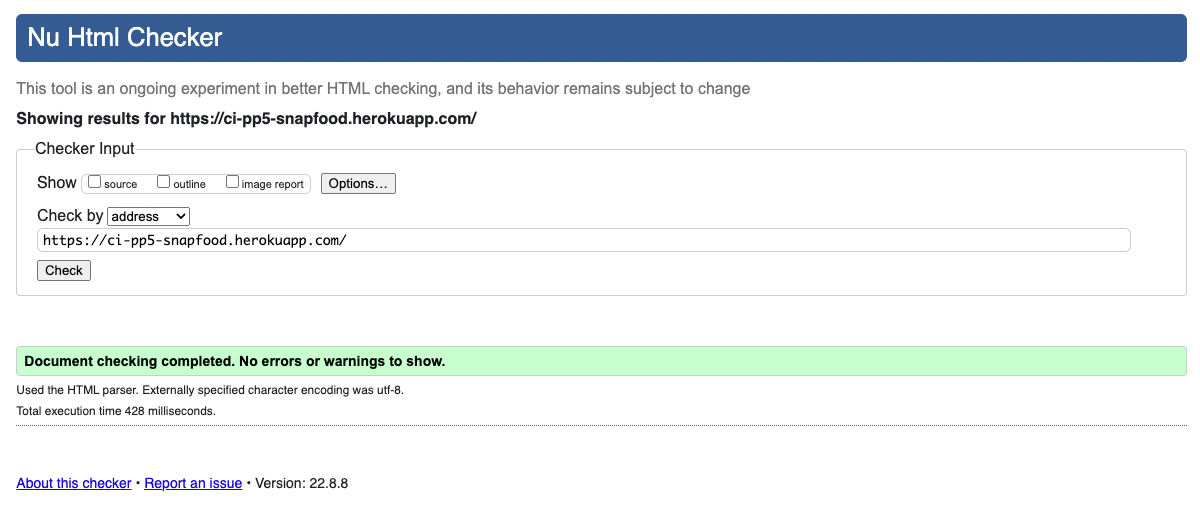 Nu Html Checker
This tool is an ongoing experiment in better HTML checking, and its behavior remains subject to change
Showing results for https://ci-pp5-snapfood.herokuapp.com/
Checker Input
Show source outline image report Options...
Check by address
https://ci-pp5-snapfood.herokuapp.com/
Check
Document checking completed. No errors or warnings to show.
Used the HTML parser. Externally specified character encoding was utf-8.
Total execution time 428 milliseconds.
About this checker • Report an issue • Version: 22.8.8